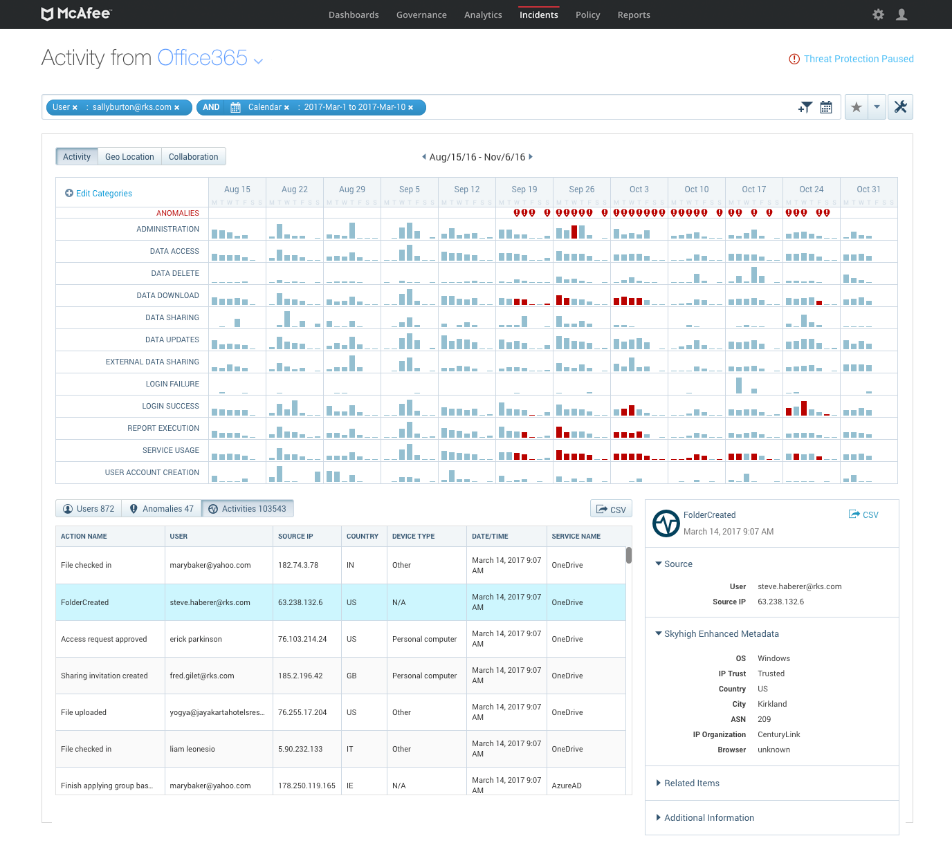 McAfee
Dashboards Governance Analytics Incidents Policy Reports
Activity from Office365
Threat Protection Paused
User × : sallyburton@rks.com × AND Calendar × : 2017-Mar-1 to 2017-Mar-10 ×
Activity Geo Location Collaboration
Aug/15/16 - Nov/6/16
Edit Categories
Aug 15 Aug 22 Aug 29 Sep 5 Sep 12 Sep 19 Sep 26 Oct 3 Oct 10 Oct 17 Oct 24 Oct 31
M T W T F S S M T W T F S S M T W T F S S M T W T F S S M T W T F S S M T W T F S S M T W T F S S M T W T F S S M T W T F S S M T W T F S S M T W T F S S M T W T F S S
ANOMALIES
ADMINISTRATION
DATA ACCESS
DATA DELETE
DATA DOWNLOAD
DATA SHARING
DATA UPDATES
EXTERNAL DATA SHARING
LOGIN FAILURE
LOGIN SUCCESS
REPORT EXECUTION
SERVICE USAGE
USER ACCOUNT CREATION
Users 872 Anomalies 47 Activities 103543
CSV
ACTION NAME USER SOURCE IP COUNTRY DEVICE TYPE DATE/TIME SERVICE NAME
File checked in marybaker@yahoo.com 182.74.3.78 IN Other March 14, 2017 9:07 AM OneDrive
FolderCreated steve.haberer@rks.com 63.238.132.6 US N/A March 14, 2017 9:07 AM OneDrive
Access request approved erick parkinson 76.103.214.24 US Personal computer March 14, 2017 9:07 AM OneDrive
Sharing invitation created fred.gilet@rks.com 185.2.196.42 GB Personal computer March 14, 2017 9:07 AM OneDrive
File uploaded yogya@jayakartahotelsres... 76.255.17.204 US Other March 14, 2017 9:07 AM OneDrive
File checked in liam leonesio 5.90.232.133 IT Other March 14, 2017 9:07 AM OneDrive
Finish applying group bas... marybaker@yahoo.com 178.250.119.165 IE N/A March 14, 2017 9:07 AM AzureAD
FolderCreated
CSV
March 14, 2017 9:07 AM
Source
User steve.haberer@rks.com
Source IP 63.238.132.6
Skyhigh Enhanced Metadata
OS Windows
IP Trust Trusted
Country US
City Kirkland
ASN 209
IP Organization CenturyLink
Browser unknown
Related Items
Additional Information